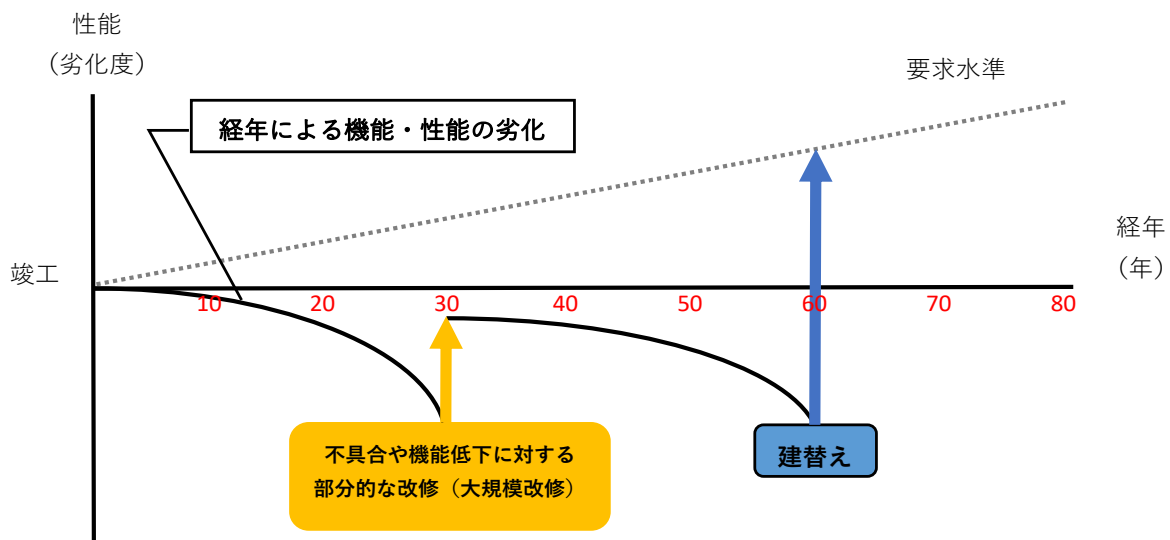 性能
（劣化度）
要求水準
経年による機能・性能の劣化
経年
（年）
竣工
10 20 30 40 50 60 70 80
不具合や機能低下に対する
部分的な改修（大規模改修）
建替え